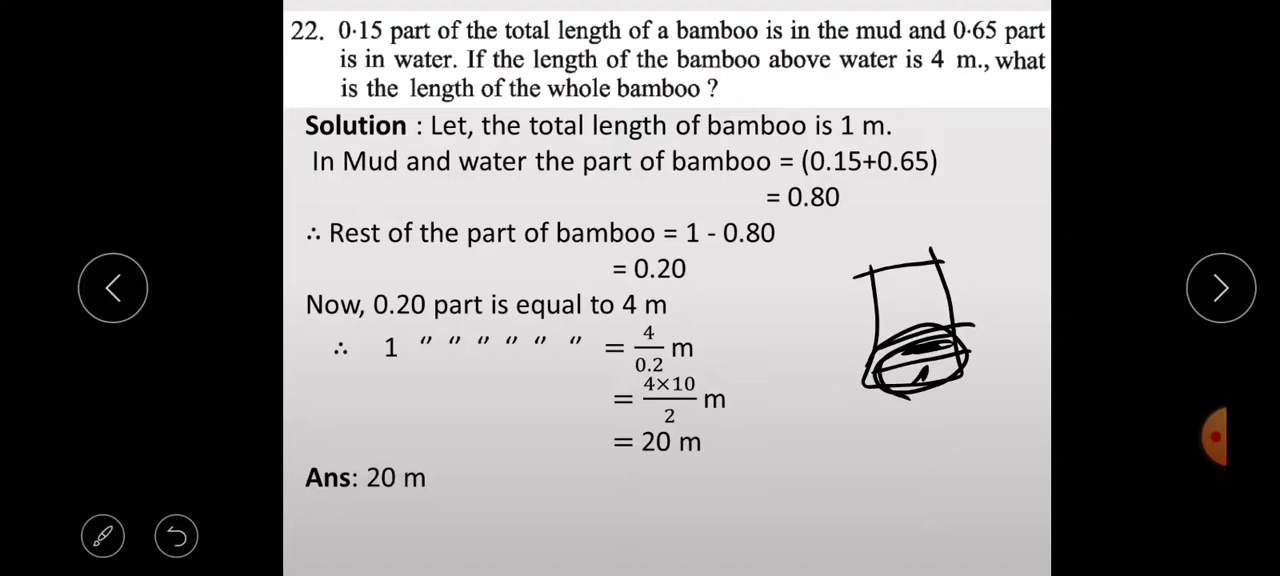 22. 0·15 part of the total length of a bamboo is in the mud and 0·65 part
is in water. If the length of the bamboo above water is 4 m., what
is the length of the whole bamboo ?
Solution : Let, the total length of bamboo is 1 m.
In Mud and water the part of bamboo = (0.15+0.65)
= 0.80
∴ Rest of the part of bamboo = 1 - 0.80
= 0.20
Now, 0.20 part is equal to 4 m
∴ 1 〃 〃 〃 〃 〃 〃 = 4/0.2 m
= 4×10/2 m
= 20 m
Ans: 20 m